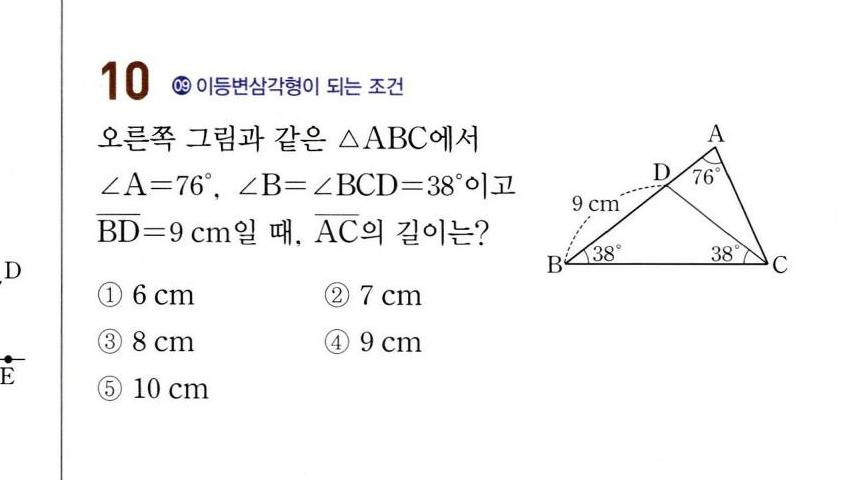 10 09 이등변삼각형이 되는 조건
오른쪽 그림과 같은 △ABC에서
∠A=76°, ∠B=∠BCD=38°이고
B̅D̅=9 cm일 때, A̅C̅의 길이는?
① 6 cm ② 7 cm
③ 8 cm ④ 9 cm
⑤ 10 cm
A
D 76°
9 cm
B 38° 38° C
D
E